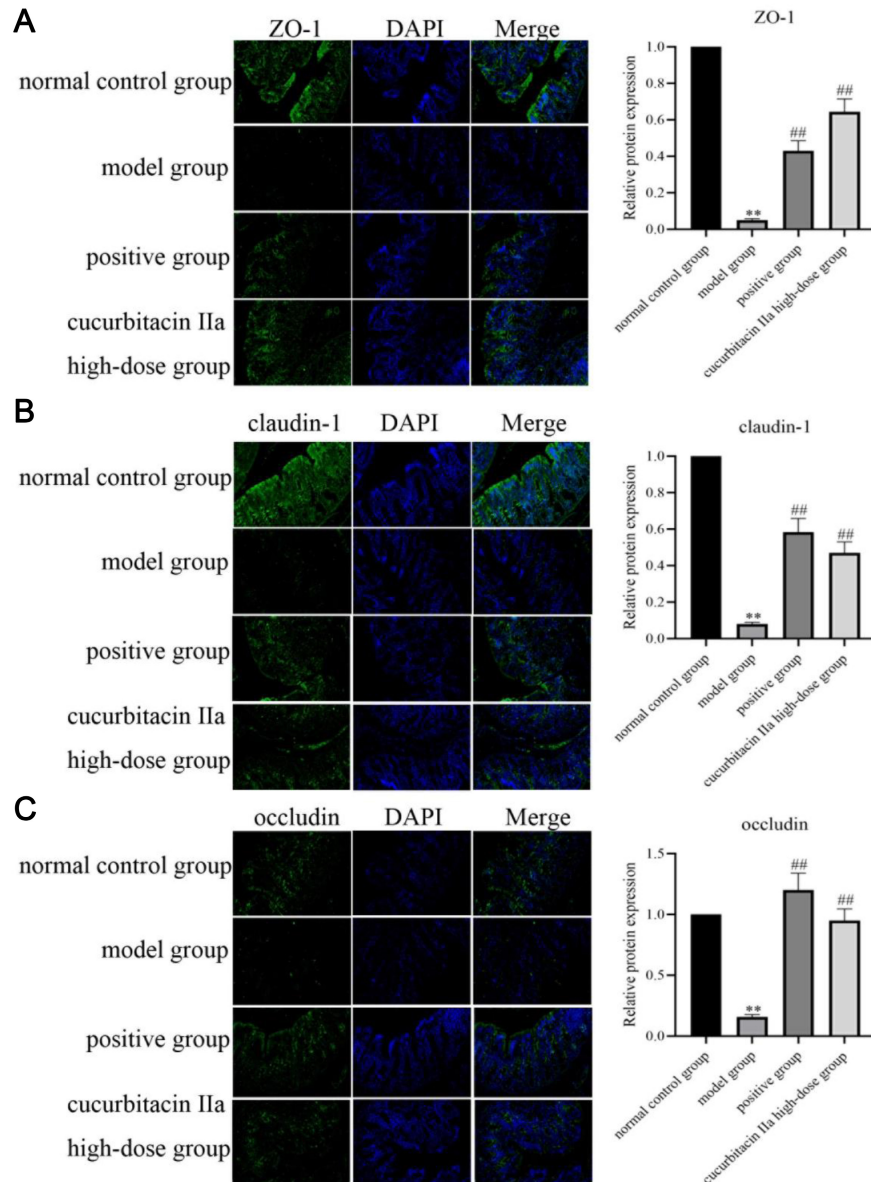 A
ZO-1 DAPI Merge
normal control group
model group
positive group
cucurbitacin IIa
high-dose group
ZO-1
Relative protein expression
1.0
0.8
0.6
0.4
0.2
0.0
**
##
##
normal control group
model group
positive group
cucurbitacin IIa high-dose group
B
claudin-1 DAPI Merge
normal control group
model group
positive group
cucurbitacin IIa
high-dose group
claudin-1
Relative protein expression
1.0
0.8
0.6
0.4
0.2
0.0
**
##
##
normal control group
model group
positive group
cucurbitacin IIa high-dose group
C
occludin DAPI Merge
normal control group
model group
positive group
cucurbitacin IIa
high-dose group
occludin
Relative protein expression
1.5
1.0
0.5
0.0
**
##
##
normal control group
model group
positive group
cucurbitacin IIa high-dose group